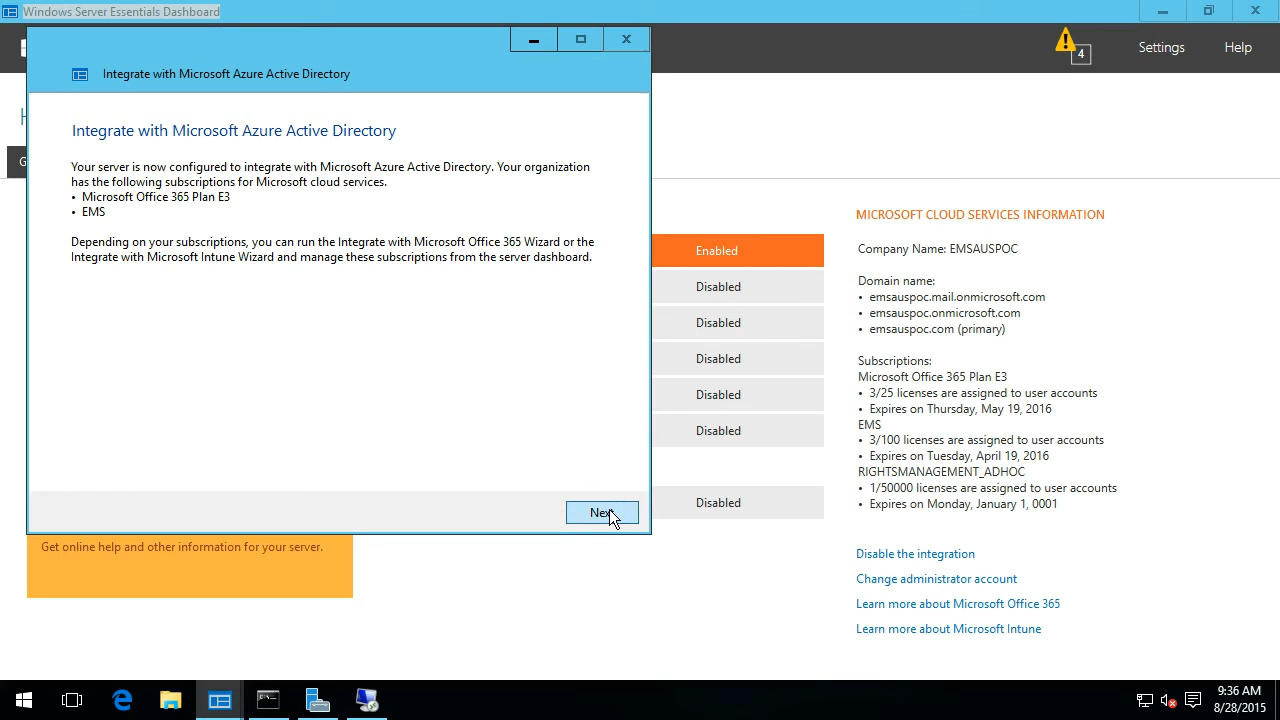 Windows Server Essentials Dashboard
4
Settings
Help
Integrate with Microsoft Azure Active Directory
Integrate with Microsoft Azure Active Directory
Your server is now configured to integrate with Microsoft Azure Active Directory. Your organization
has the following subscriptions for Microsoft cloud services.
• Microsoft Office 365 Plan E3
• EMS
Depending on your subscriptions, you can run the Integrate with Microsoft Office 365 Wizard or the
Integrate with Microsoft Intune Wizard and manage these subscriptions from the server dashboard.
Next
Enabled
Disabled
Disabled
Disabled
Disabled
Disabled
Disabled
Get online help and other information for your server.
MICROSOFT CLOUD SERVICES INFORMATION
Company Name: EMSAUSPOC
Domain name:
• emsauspoc.mail.onmicrosoft.com
• emsauspoc.onmicrosoft.com
• emsauspoc.com (primary)
Subscriptions:
Microsoft Office 365 Plan E3
• 3/25 licenses are assigned to user accounts
• Expires on Thursday, May 19, 2016
EMS
• 3/100 licenses are assigned to user accounts
• Expires on Tuesday, April 19, 2016
RIGHTSMANAGEMENT_ADHOC
• 1/50000 licenses are assigned to user accounts
• Expires on Monday, January 1, 0001
Disable the integration
Change administrator account
Learn more about Microsoft Office 365
Learn more about Microsoft Intune
9:36 AM
8/28/2015